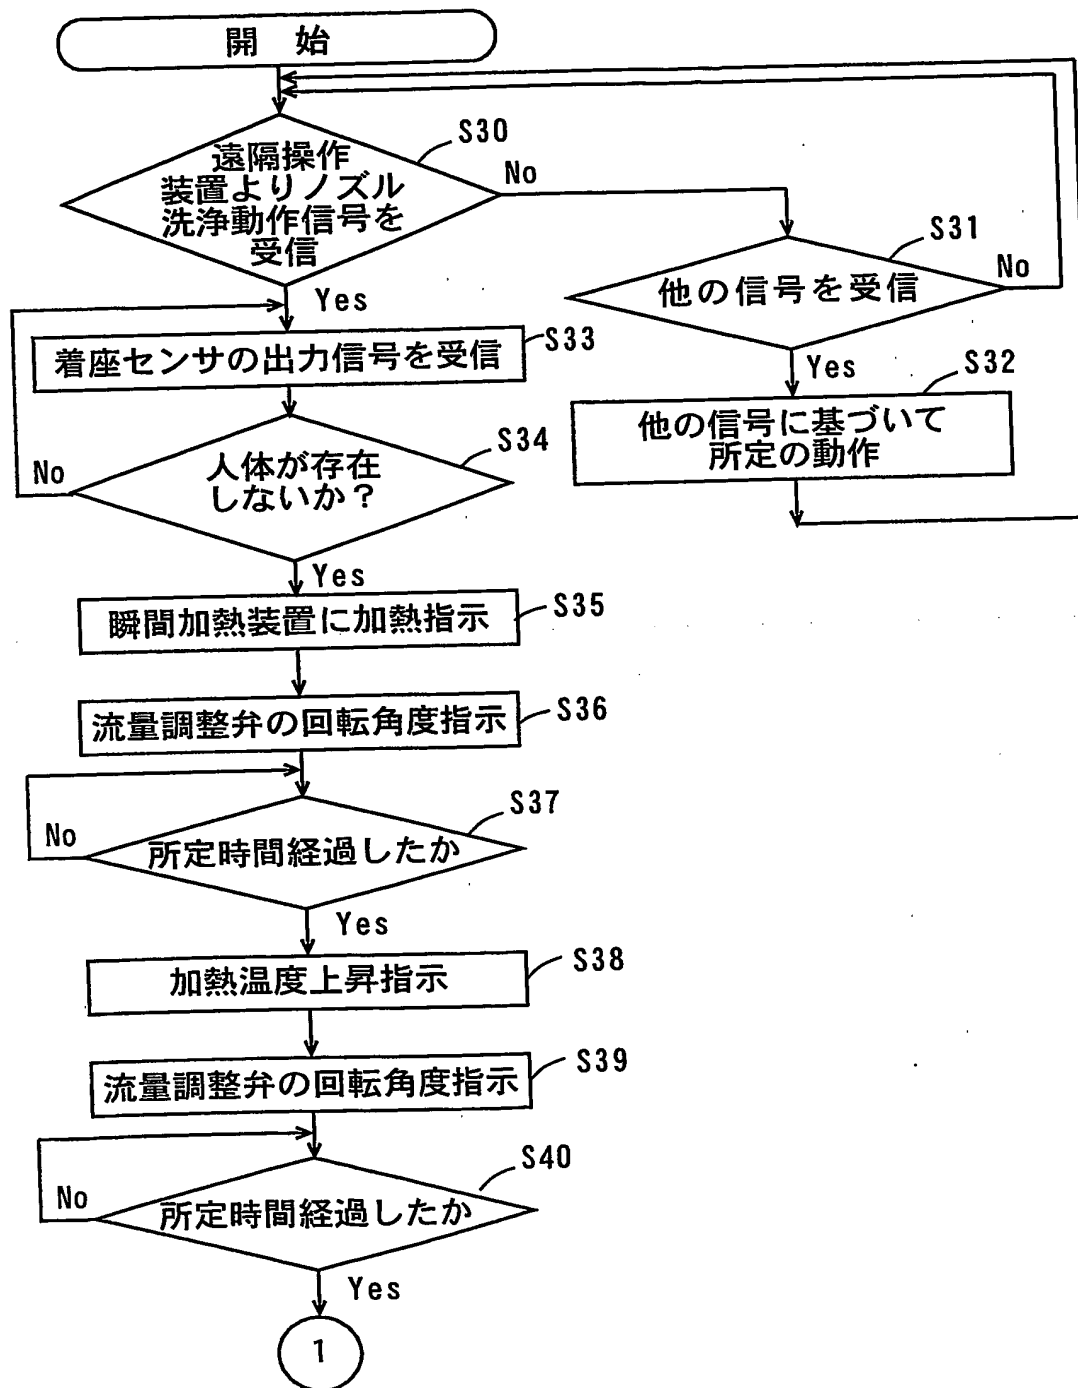 開 始
S30
遠隔操作
装置よりノズル
洗浄動作信号を
受信
No
Yes
S31
他の信号を受信
No
Yes
S32
他の信号に基づいて
所定の動作
S33
着座センサの出力信号を受信
S34
人体が存在
しないか？
No
Yes
S35
瞬間加熱装置に加熱指示
S36
流量調整弁の回転角度指示
S37
所定時間経過したか
No
Yes
S38
加熱温度上昇指示
S39
流量調整弁の回転角度指示
S40
所定時間経過したか
No
Yes
1